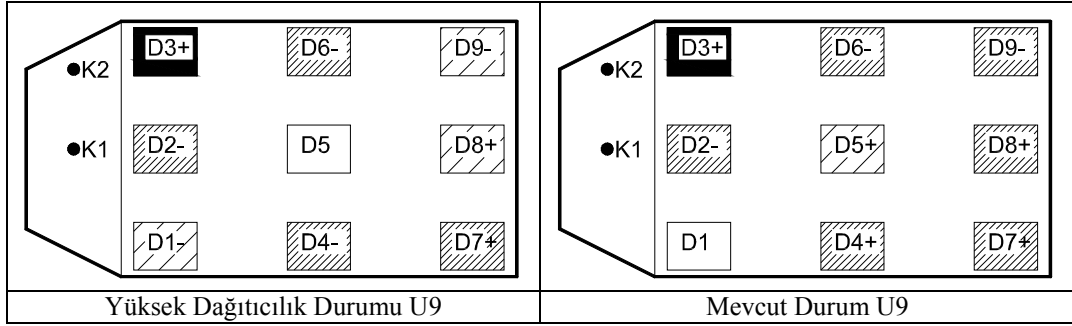 D3+ D6- D9-
K2
K1 D2- D5 D8+
D1- D4- D7+
Yüksek Dağıtıcılık Durumu U9
D3+ D6- D9-
K2
K1 D2- D5+ D8+
D1 D4+ D7+
Mevcut Durum U9